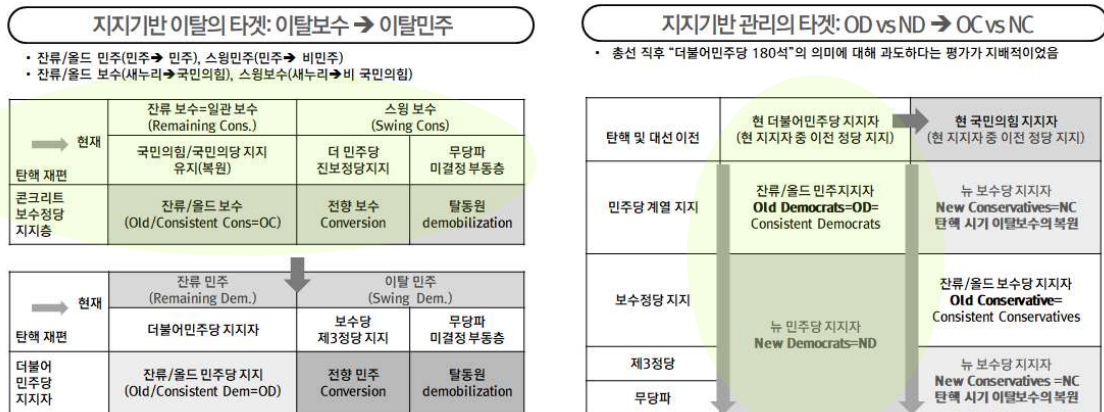 지지기반 이탈의 타겟: 이탈보수 ➔ 이탈민주
• 잔류/올드 민주(민주➔ 민주), 스윙민주(민주➔ 비민주)
• 잔류/올드 보수(새누리➔국민의힘), 스윙보수(새누리➔비 국민의힘)
현재
탄핵 재편
잔류 보수=일관 보수
(Remaining Cons.)
스윙 보수
(Swing Cons)
국민의힘/국민의당 지지
유지(복원)
더 민주당
진보정당지지
무당파
미결정 부동층
콘크리트
보수정당
지지층
잔류/올드 보수
(Old/Consistent Cons=OC)
전향 보수
Conversion
탈동원
demobilization
현재
탄핵 재편
잔류 민주
(Remaining Dem.)
이탈 민주
(Swing Dem.)
더불어민주당 지지자
보수당
제3정당 지지
무당파
미결정 부동층
더불어
민주당
지지자
잔류/올드 민주당 지지
(Old/Consistent Dem=OD)
전향 민주
Conversion
탈동원
demobilization
지지기반 관리의 타겟: OD vs ND ➔ OC vs NC
• 총선 직후 “더불어민주당 180석”의 의미에 대해 과도하다는 평가가 지배적이었음
탄핵 및 대선 이전
현 더불어민주당 지지자
(현 지지자 중 이전 정당 지지)
현 국민의힘 지지자
(현 지지자 중 이전 정당 지지)
민주당 계열 지지
잔류/올드 민주지지자
Old Democrats=OD=
Consistent Democrats
뉴 보수당 지지자
New Conservatives=NC
탄핵 시기 이탈보수의 복원
보수정당 지지
뉴 민주당 지지자
New Democrats=ND
잔류/올드 보수당 지지자
Old Conservative=
Consistent Conservatives
제3정당
무당파
뉴 보수당 지지자
New Conservatives =NC
탄핵 시기 이탈보수의 복원